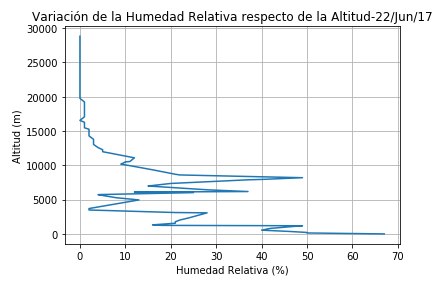 Variación de la Humedad Relativa respecto de la Altitud-22/Jun/17
30000
25000
20000
15000
10000
5000
0
Altitud (m)
0 10 20 30 40 50 60 70
Humedad Relativa (%)